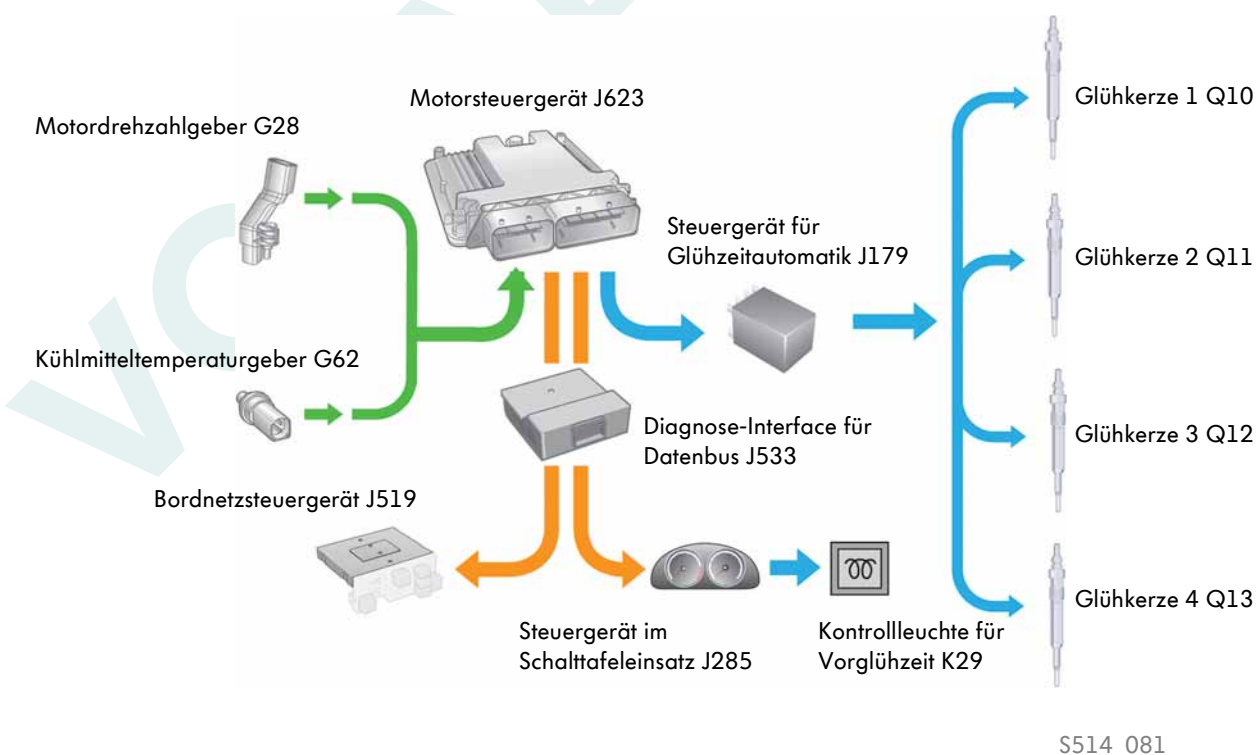 Motorsteuergerät J623
Motordrehzahlgeber G28
Glühkerze 1 Q10
Steuergerät für
Glühzeitautomatik J179
Glühkerze 2 Q11
Kühlmitteltemperaturgeber G62
Diagnose-Interface für
Datenbus J533
Glühkerze 3 Q12
Bordnetzsteuergerät J519
Steuergerät im
Schalttafeleinsatz J285
Kontrollleuchte für
Vorglühzeit K29
Glühkerze 4 Q13
S514_081